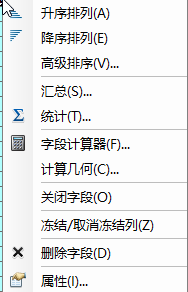 升序排列(A)
降序排列(E)
高级排序(V)...
汇总(S)...
统计(T)...
字段计算器(F)...
计算几何(C)...
关闭字段(O)
冻结/取消冻结列(Z)
删除字段(D)
属性(I)...